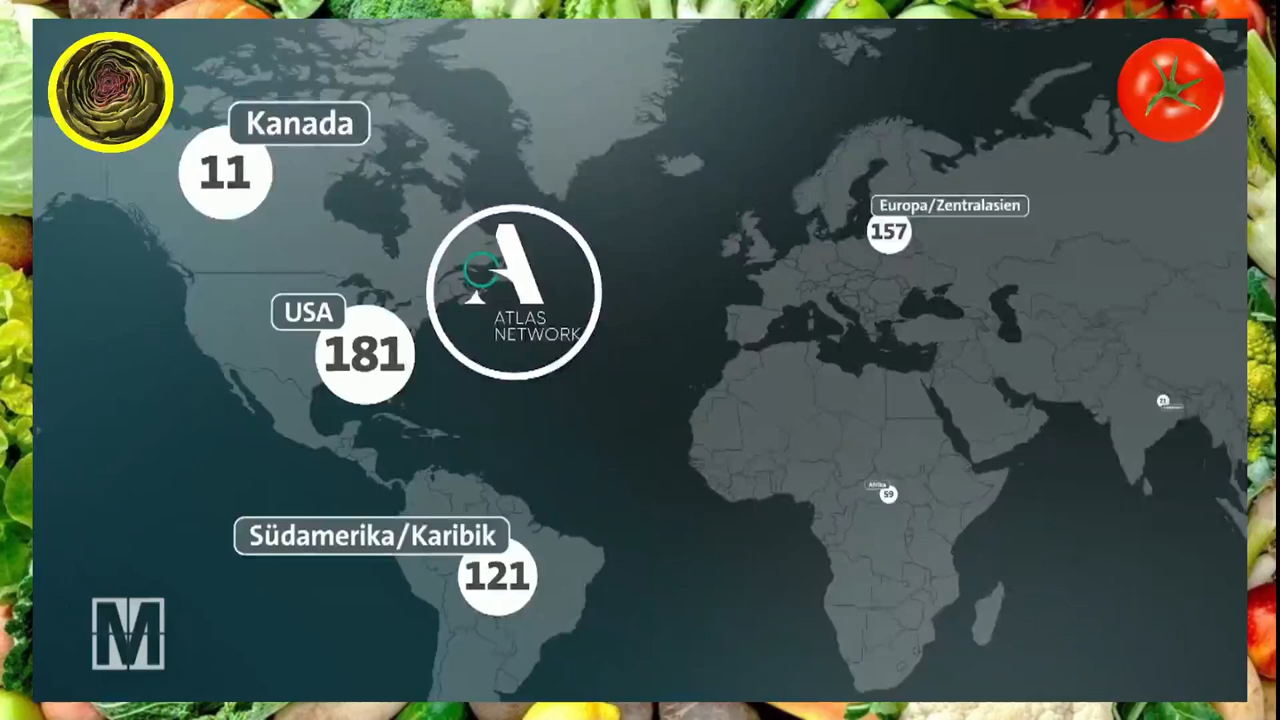 Kanada
11
Europa/Zentralasien
157
USA
181
ATLAS
NETWORK
Afrika
59
Südamerika/Karibik
121
M